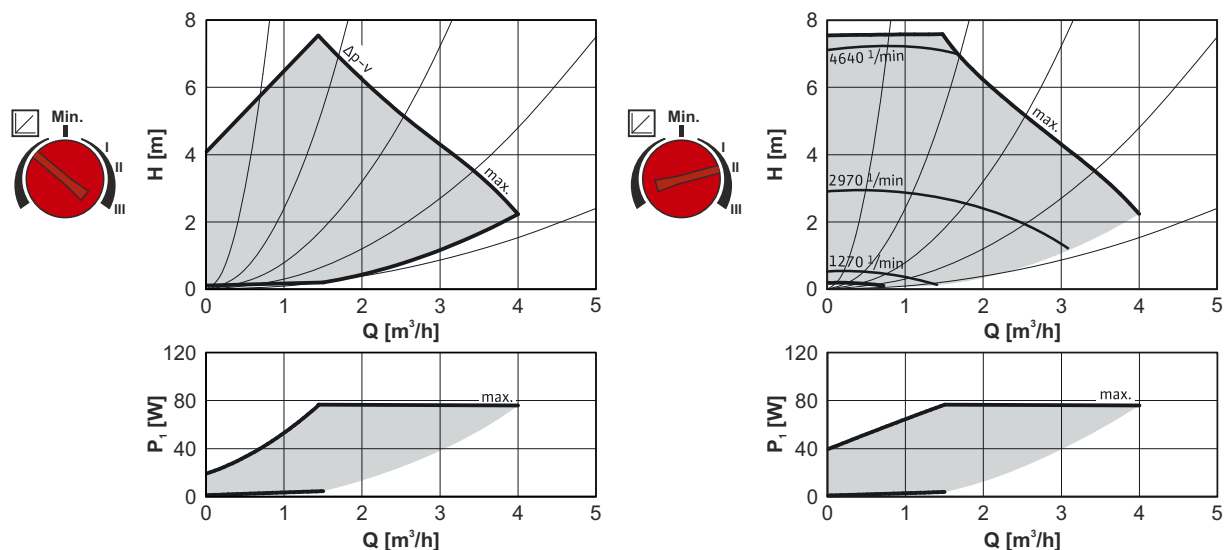 8
6
4
2
0
H [m]
Δp-v
max.
0 1 2 3 4 5
Q [m³/h]
Min.
I
II
III
120
80
40
0
P₁ [W]
max.
0 1 2 3 4 5
Q [m³/h]
8
6
4
2
0
H [m]
4640 1/min
max.
2970 1/min
1270 1/min
0 1 2 3 4 5
Q [m³/h]
Min.
I
II
III
120
80
40
0
P₁ [W]
max.
0 1 2 3 4 5
Q [m³/h]